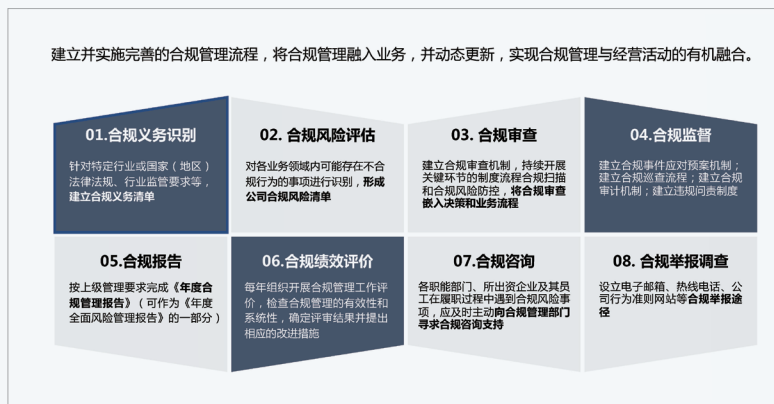 建立并实施完善的合规管理流程，将合规管理融入业务，并动态更新，实现合规管理与经营活动的有机融合。
01.合规义务识别
针对特定行业或国家（地区）
法律法规、行业监管要求等，
建立合规义务清单
02. 合规风险评估
对各业务领域内可能存在不合
规行为的事项进行识别，形成
公司合规风险清单
03. 合规审查
建立合规审查机制，持续开展
关键环节的制度流程合规扫描
和合规风险防控，将合规审查
嵌入决策和业务流程
04.合规监督
建立合规事件应对预案机制；
建立合规巡查流程；建立合规
审计机制；建立违规问责制度
05.合规报告
按上级管理要求完成《年度合
规管理报告》（可作为《年度
全面风险管理报告》的一部分）
06.合规绩效评价
每年组织开展合规管理工作评
价，检查合规管理的有效性和
系统性，确定评审结果并提出
相应的改进措施
07.合规咨询
各职能部门、所出资企业及其员
工在履职过程中遇到合规风险事
项，应及时主动向合规管理部门
寻求合规咨询支持
08. 合规举报调查
设立电子邮箱、热线电话、公
司行为准则网站等合规举报途
径